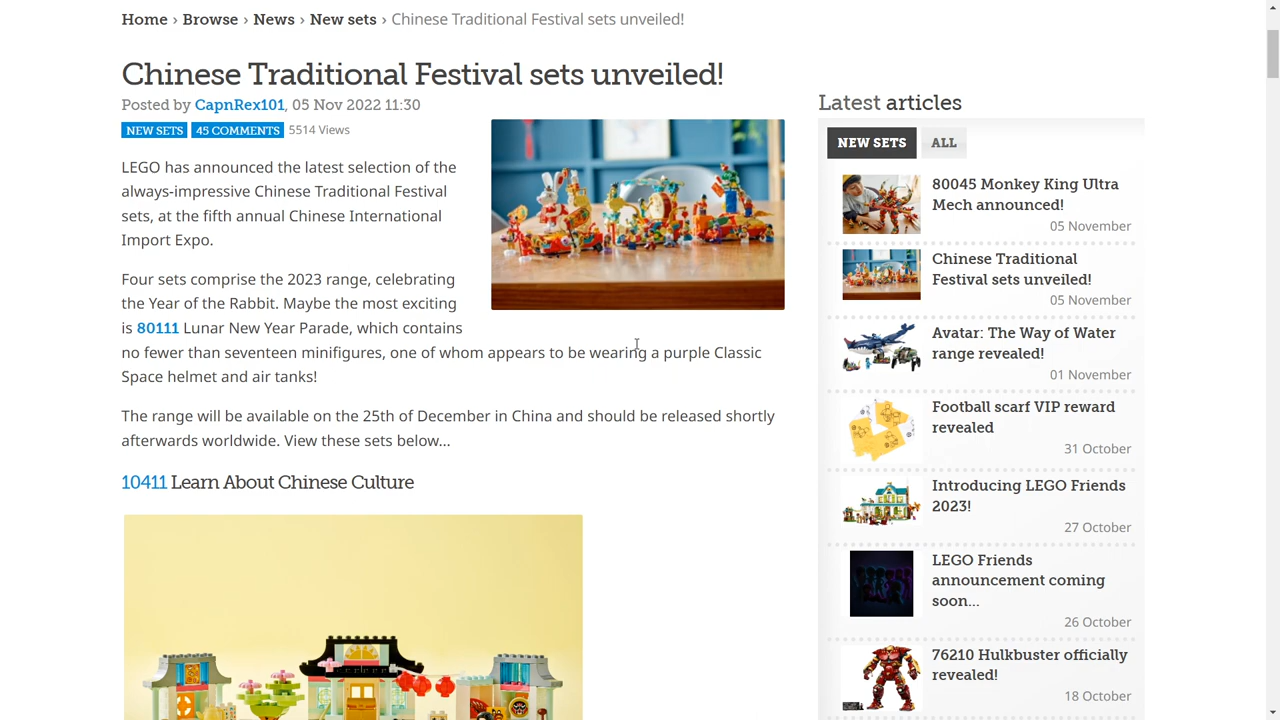 Home › Browse › News › New sets › Chinese Traditional Festival sets unveiled!
Chinese Traditional Festival sets unveiled!
Posted by CapnRex101, 05 Nov 2022 11:30
NEW SETS 45 COMMENTS 5514 Views
LEGO has announced the latest selection of the
always-impressive Chinese Traditional Festival
sets, at the fifth annual Chinese International
Import Expo.
Four sets comprise the 2023 range, celebrating
the Year of the Rabbit. Maybe the most exciting
is 80111 Lunar New Year Parade, which contains
no fewer than seventeen minifigures, one of whom appears to be wearing a purple Classic
Space helmet and air tanks!
The range will be available on the 25th of December in China and should be released shortly
afterwards worldwide. View these sets below...
10411 Learn About Chinese Culture
Latest articles
NEW SETS ALL
80045 Monkey King Ultra
Mech announced!
05 November
Chinese Traditional
Festival sets unveiled!
05 November
Avatar: The Way of Water
range revealed!
01 November
Football scarf VIP reward
revealed
31 October
Introducing LEGO Friends
2023!
27 October
LEGO Friends
announcement coming
soon...
26 October
76210 Hulkbuster officially
revealed!
18 October